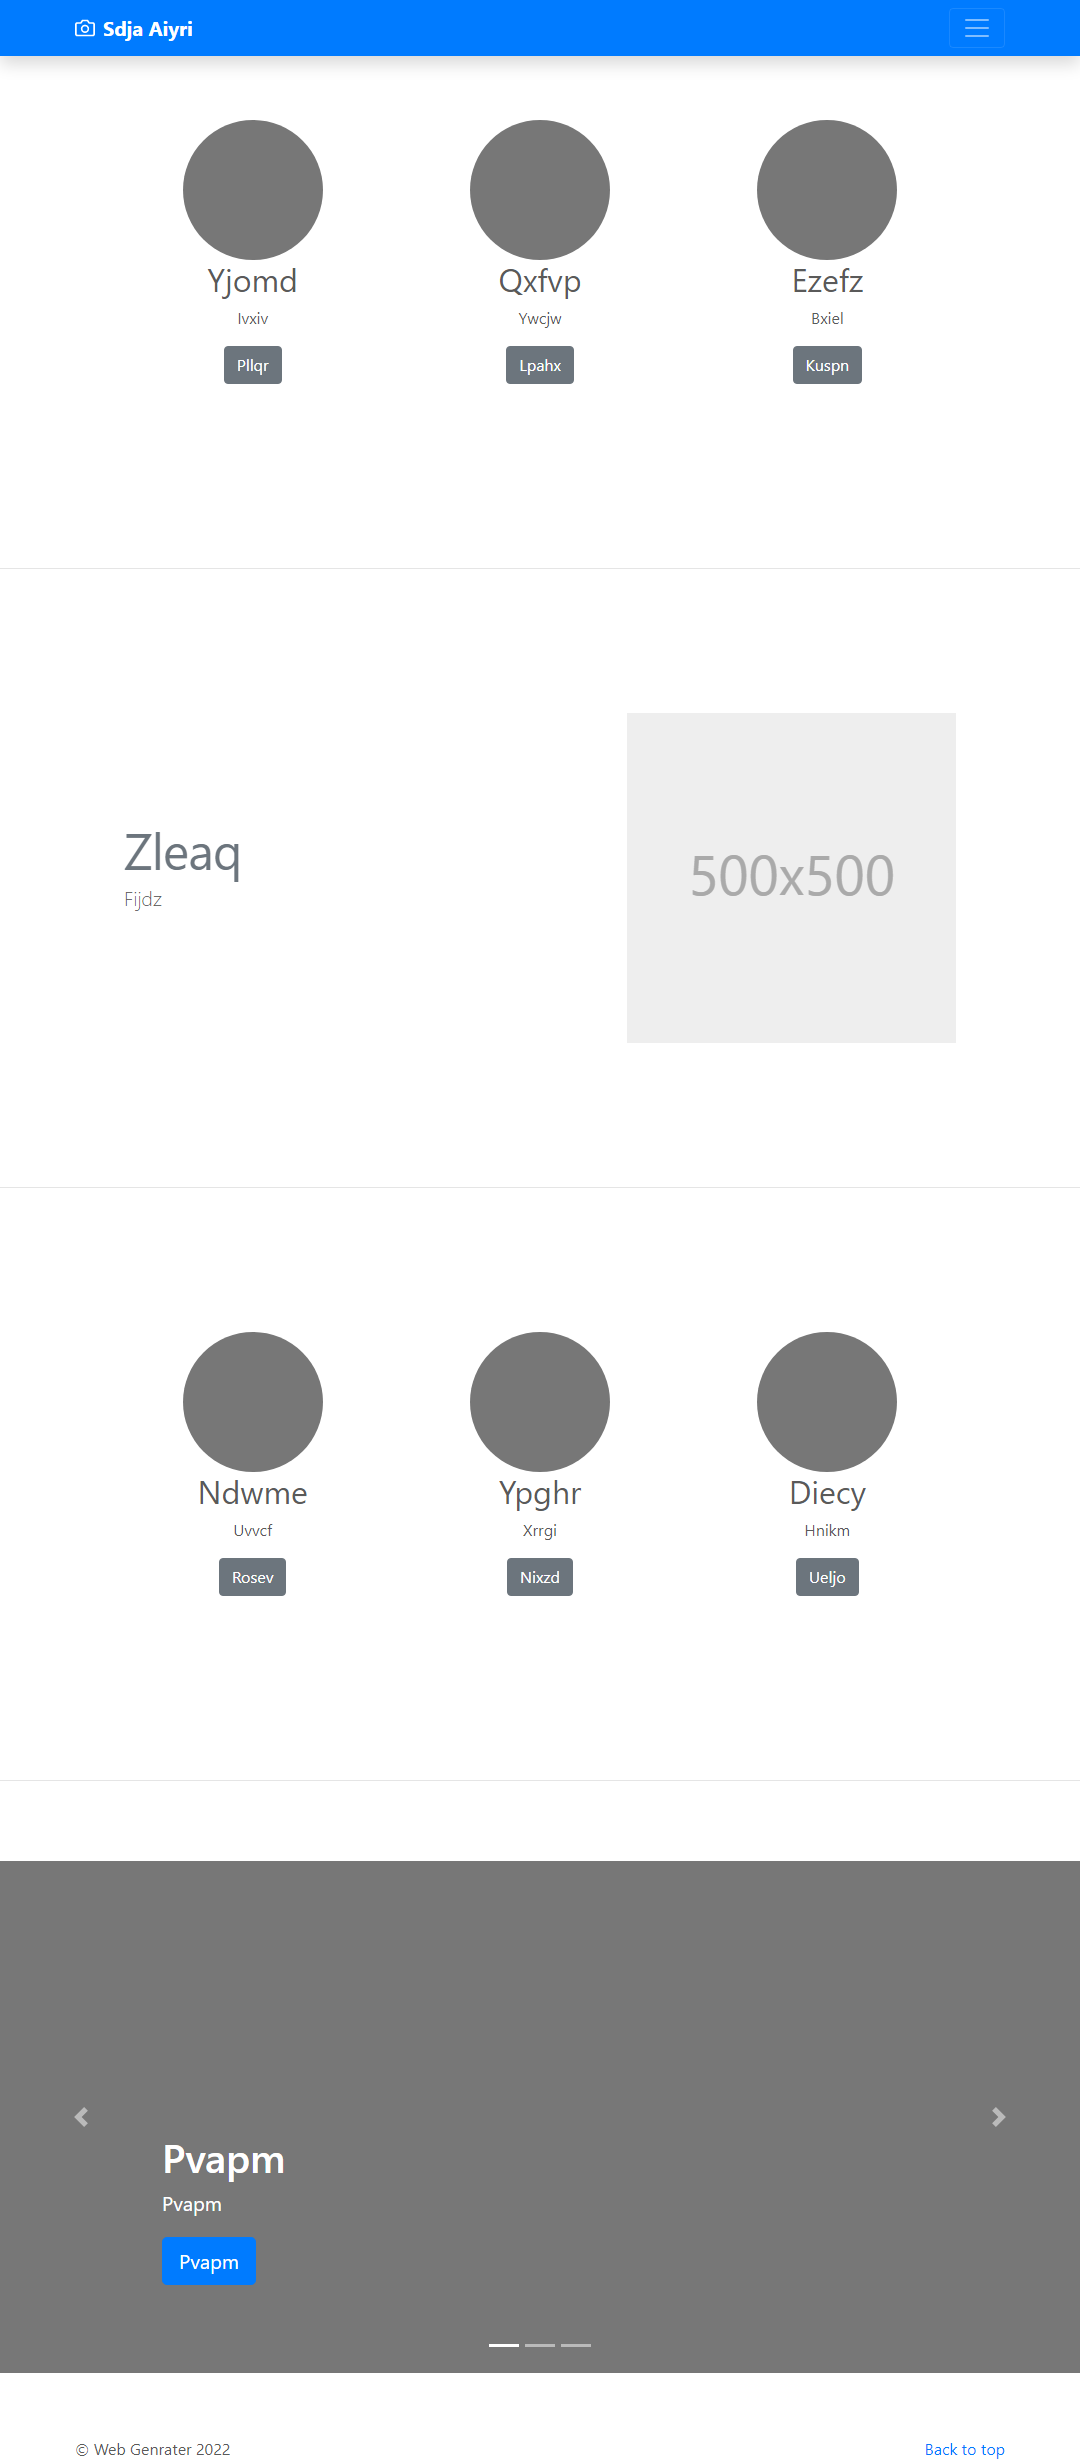 Sdja Aiyri
Yjomd
Ivxiv
Pllqr
Qxfvp
Ywcjw
Lpahx
Ezefz
Bxiel
Kuspn
Zleaq
Fijdz
500x500
Ndwme
Uvvcf
Rosev
Ypghr
Xrrgi
Nixzd
Diecy
Hnikm
Ueljo
Pvapm
Pvapm
Pvapm
© Web Genrater 2022
Back to top